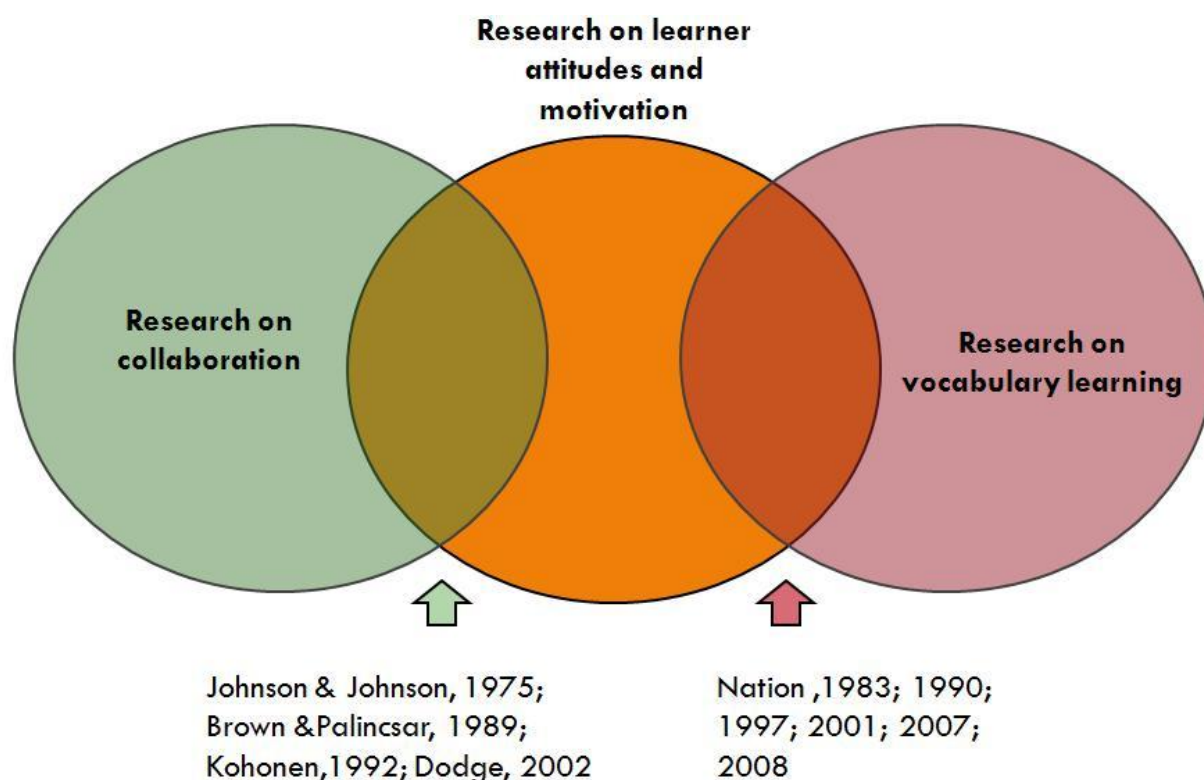 Research on learner
attitudes and
motivation
Research on
collaboration
Research on
vocabulary learning
Johnson & Johnson, 1975;
Brown &Palincsar, 1989;
Kohonen,1992; Dodge, 2002
Nation ,1983; 1990;
1997; 2001; 2007;
2008